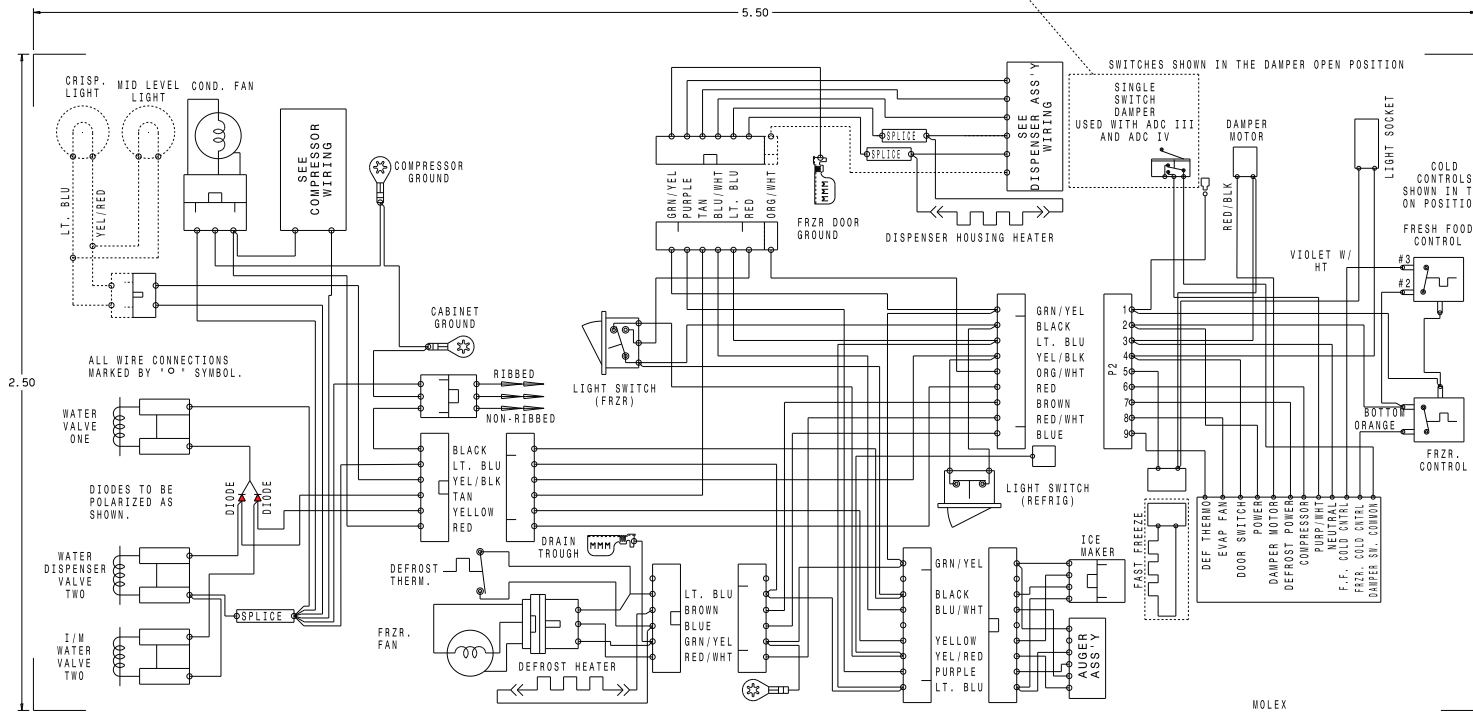 5.50
2.50
CRISP.
LIGHT
MID LEVEL
LIGHT
COND. FAN
SEE
COMPRESSOR
WIRING
COMPRESSOR
GROUND
LT. BLU
YEL/RED
CABINET
GROUND
ALL WIRE CONNECTIONS
MARKED BY "O" SYMBOL.
RIBBED
NON-RIBBED
WATER
VALVE
ONE
DIODES TO BE
POLARIZED AS
SHOWN.
DIODE
DIODE
BLACK
LT. BLU
YEL/BLK
TAN
YELLOW
RED
WATER
DISPENSER
VALVE
TWO
SPLICE
I/M
WATER
VALVE
TWO
DRAIN
TROUGH
DEFROST
THERM.
FRZR.
FAN
DEFROST HEATER
LT. BLU
BROWN
BLUE
GRN/YEL
RED/WHT
GRN/YEL
PURPLE
TAN
BLU/WHT
LT. BLU
RED
ORG/WHT
SPLICE
SPLICE
SEE
DISPENSER ASS'Y
WIRING
FRZR DOOR
GROUND
DISPENSER HOUSING HEATER
LIGHT SWITCH
(FRZR)
GRN/YEL
BLACK
LT. BLU
YEL/BLK
ORG/WHT
RED
BROWN
RED/WHT
BLUE
LIGHT SWITCH
(REFRIG)
GRN/YEL
BLACK
BLU/WHT
YELLOW
YEL/RED
PURPLE
LT. BLU
ICE
MAKER
AUGER
ASS'Y
SWITCHES SHOWN IN THE DAMPER OPEN POSITION
SINGLE
SWITCH
DAMPER
USED WITH ADC III
AND ADC IV
DAMPER
MOTOR
RED/BLK
LIGHT SOCKET
COLD
CONTROLS
SHOWN IN T
ON POSITIO
FRESH FOOD
CONTROL
VIOLET W/
HT
#3
#2
P2
1
2
3
4
5
6
7
8
9
BOTTOM
ORANGE
FRZR.
CONTROL
FAST FREEZE
DEF THERMO
EVAP FAN
DOOR SWITCH
POWER
DAMPER MOTOR
DEFROST POWER
COMPRESSOR
PURP/WHT
NEUTRAL
F.F. COLD CNTRL
FRZR. COLD CNTRL
DAMPER SW. COMMON
MOLEX